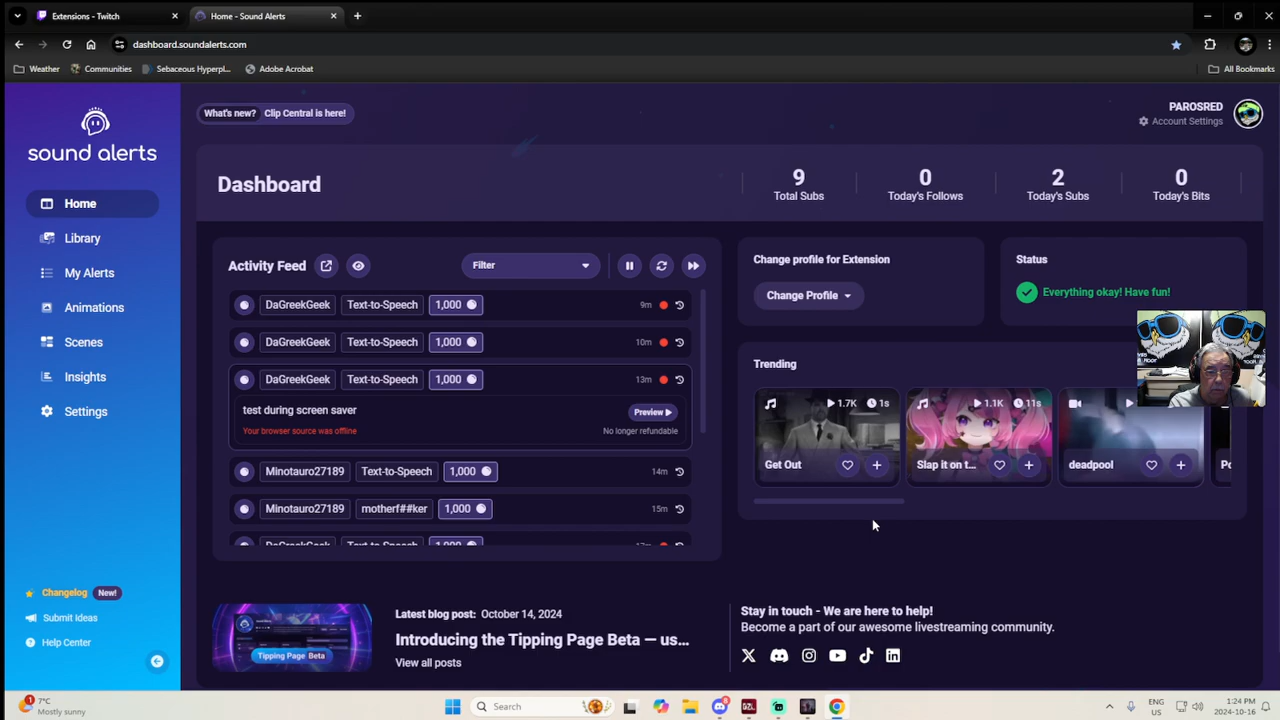 Extensions - Twitch
Home - Sound Alerts
dashboard.soundalerts.com
Weather
Communities
Sebaceous Hyperpl...
Adobe Acrobat
All Bookmarks
sound alerts
Home
Library
My Alerts
Animations
Scenes
Insights
Settings
Changelog New!
Submit Ideas
Help Center
What's new? Clip Central is here!
PAROSRED
Account Settings
Dashboard
9
Total Subs
0
Today's Follows
2
Today's Subs
0
Today's Bits
Activity Feed
Filter
DaGreekGeek Text-to-Speech 1,000 9m
DaGreekGeek Text-to-Speech 1,000 10m
DaGreekGeek Text-to-Speech 1,000 13m
test during screen saver
Preview
Your browser source was offline
No longer refundable
Minotauro27189 Text-to-Speech 1,000 14m
Minotauro27189 motherf##ker 1,000 15m
DaGreekGeek Text-to-Speech 1,000
Change profile for Extension
Change Profile
Status
Everything okay! Have fun!
Trending
1.7K 1s
Get Out
1.1K 11s
Slap it on t...
deadpool
Latest blog post: October 14, 2024
Introducing the Tipping Page Beta — us...
View all posts
Tipping Page Beta
Stay in touch - We are here to help!
Become a part of our awesome livestreaming community.
7°C
Mostly sunny
Search
ENG
US
1:24 PM
2024-10-16